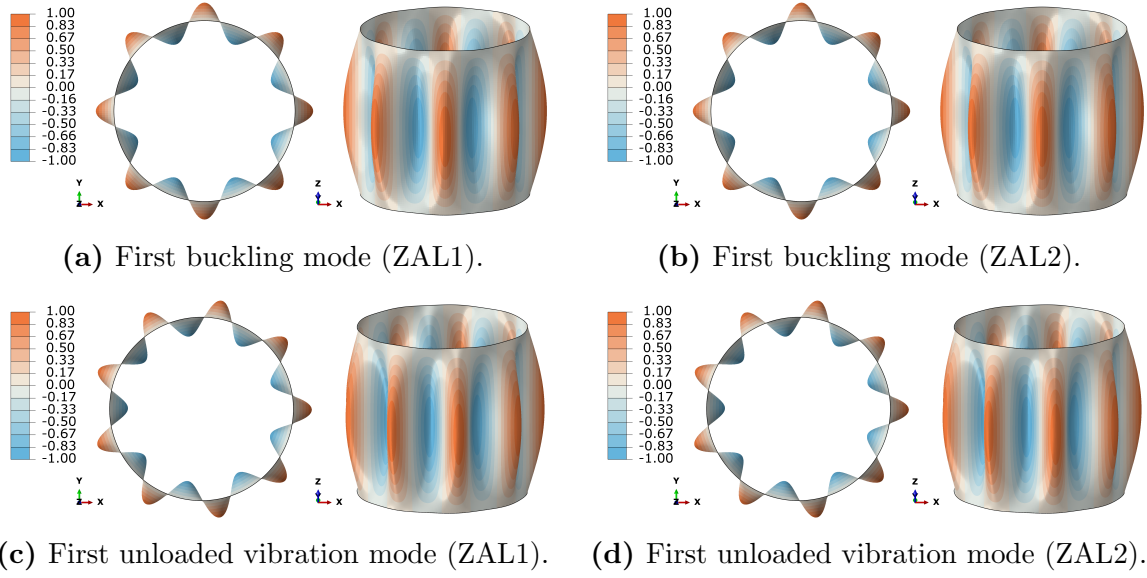 1.00
0.83
0.67
0.50
0.33
0.17
0.00
-0.16
-0.33
-0.50
-0.66
-0.83
-1.00
Y
Z X
Z
X
1.00
0.83
0.67
0.50
0.33
0.17
0.00
-0.16
-0.33
-0.50
-0.66
-0.83
-1.00
Y
Z X
Z
X
(a) First buckling mode (ZAL1).
(b) First buckling mode (ZAL2).
1.00
0.83
0.67
0.50
0.33
0.17
0.00
-0.17
-0.33
-0.50
-0.67
-0.83
-1.00
Y
Z X
Z
X
1.00
0.83
0.67
0.50
0.33
0.17
0.00
-0.17
-0.33
-0.50
-0.67
-0.83
-1.00
Y
Z X
Z
X
(c) First unloaded vibration mode (ZAL1).
(d) First unloaded vibration mode (ZAL2).